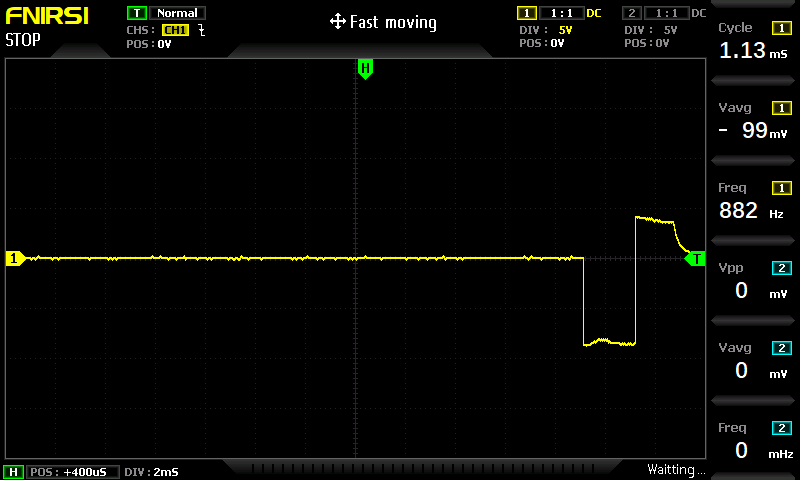 FNIRSI
STOP
T Normal
CHS: CH1
POS:0V
Fast moving
1 1:1 DC
DIV: 5V
POS:0V
2 1:1 DC
DIV: 5V
POS:0V
H
1
T
Cycle 1
1.13 mS
Vavg 1
- 99 mV
Freq 1
882 Hz
Vpp 2
0 mV
Vavg 2
0 mV
Freq 2
0 mHz
H POS: +400uS DIV: 2mS
Waitting...